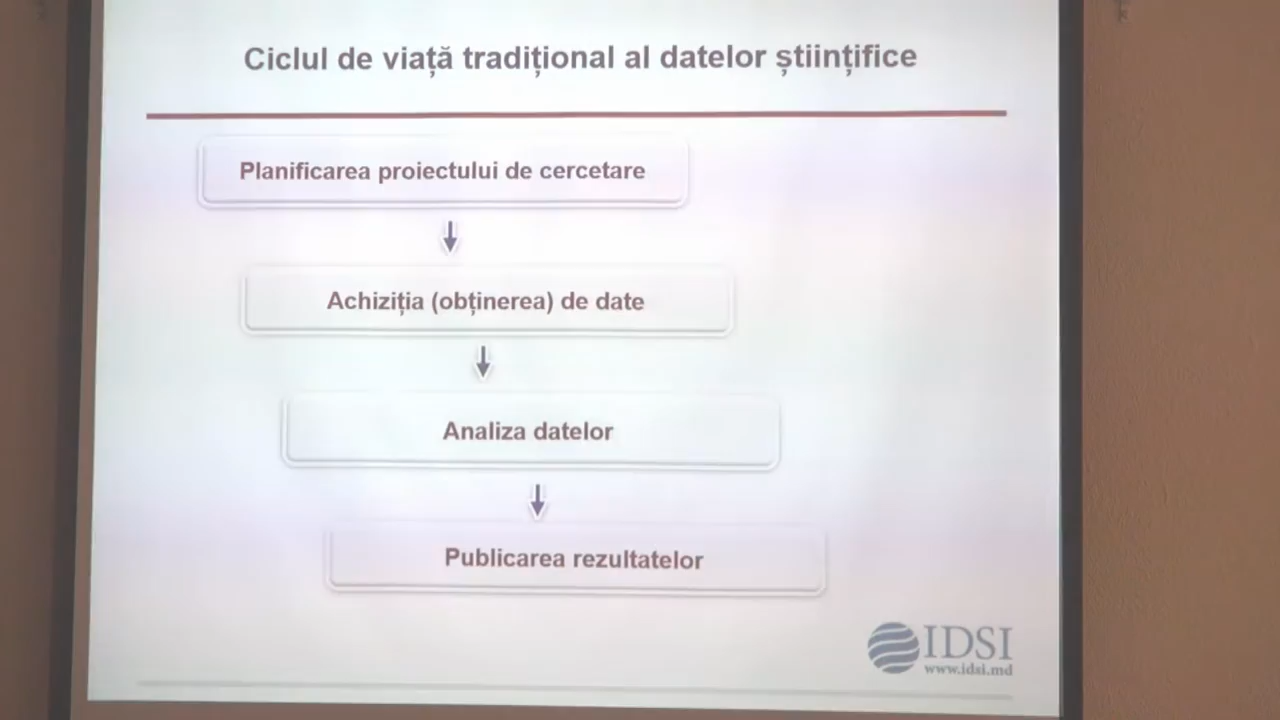 Ciclul de viață tradițional al datelor științifice
Planificarea proiectului de cercetare
Achiziția (obținerea) de date
Analiza datelor
Publicarea rezultatelor
IDSI
www.idsi.md